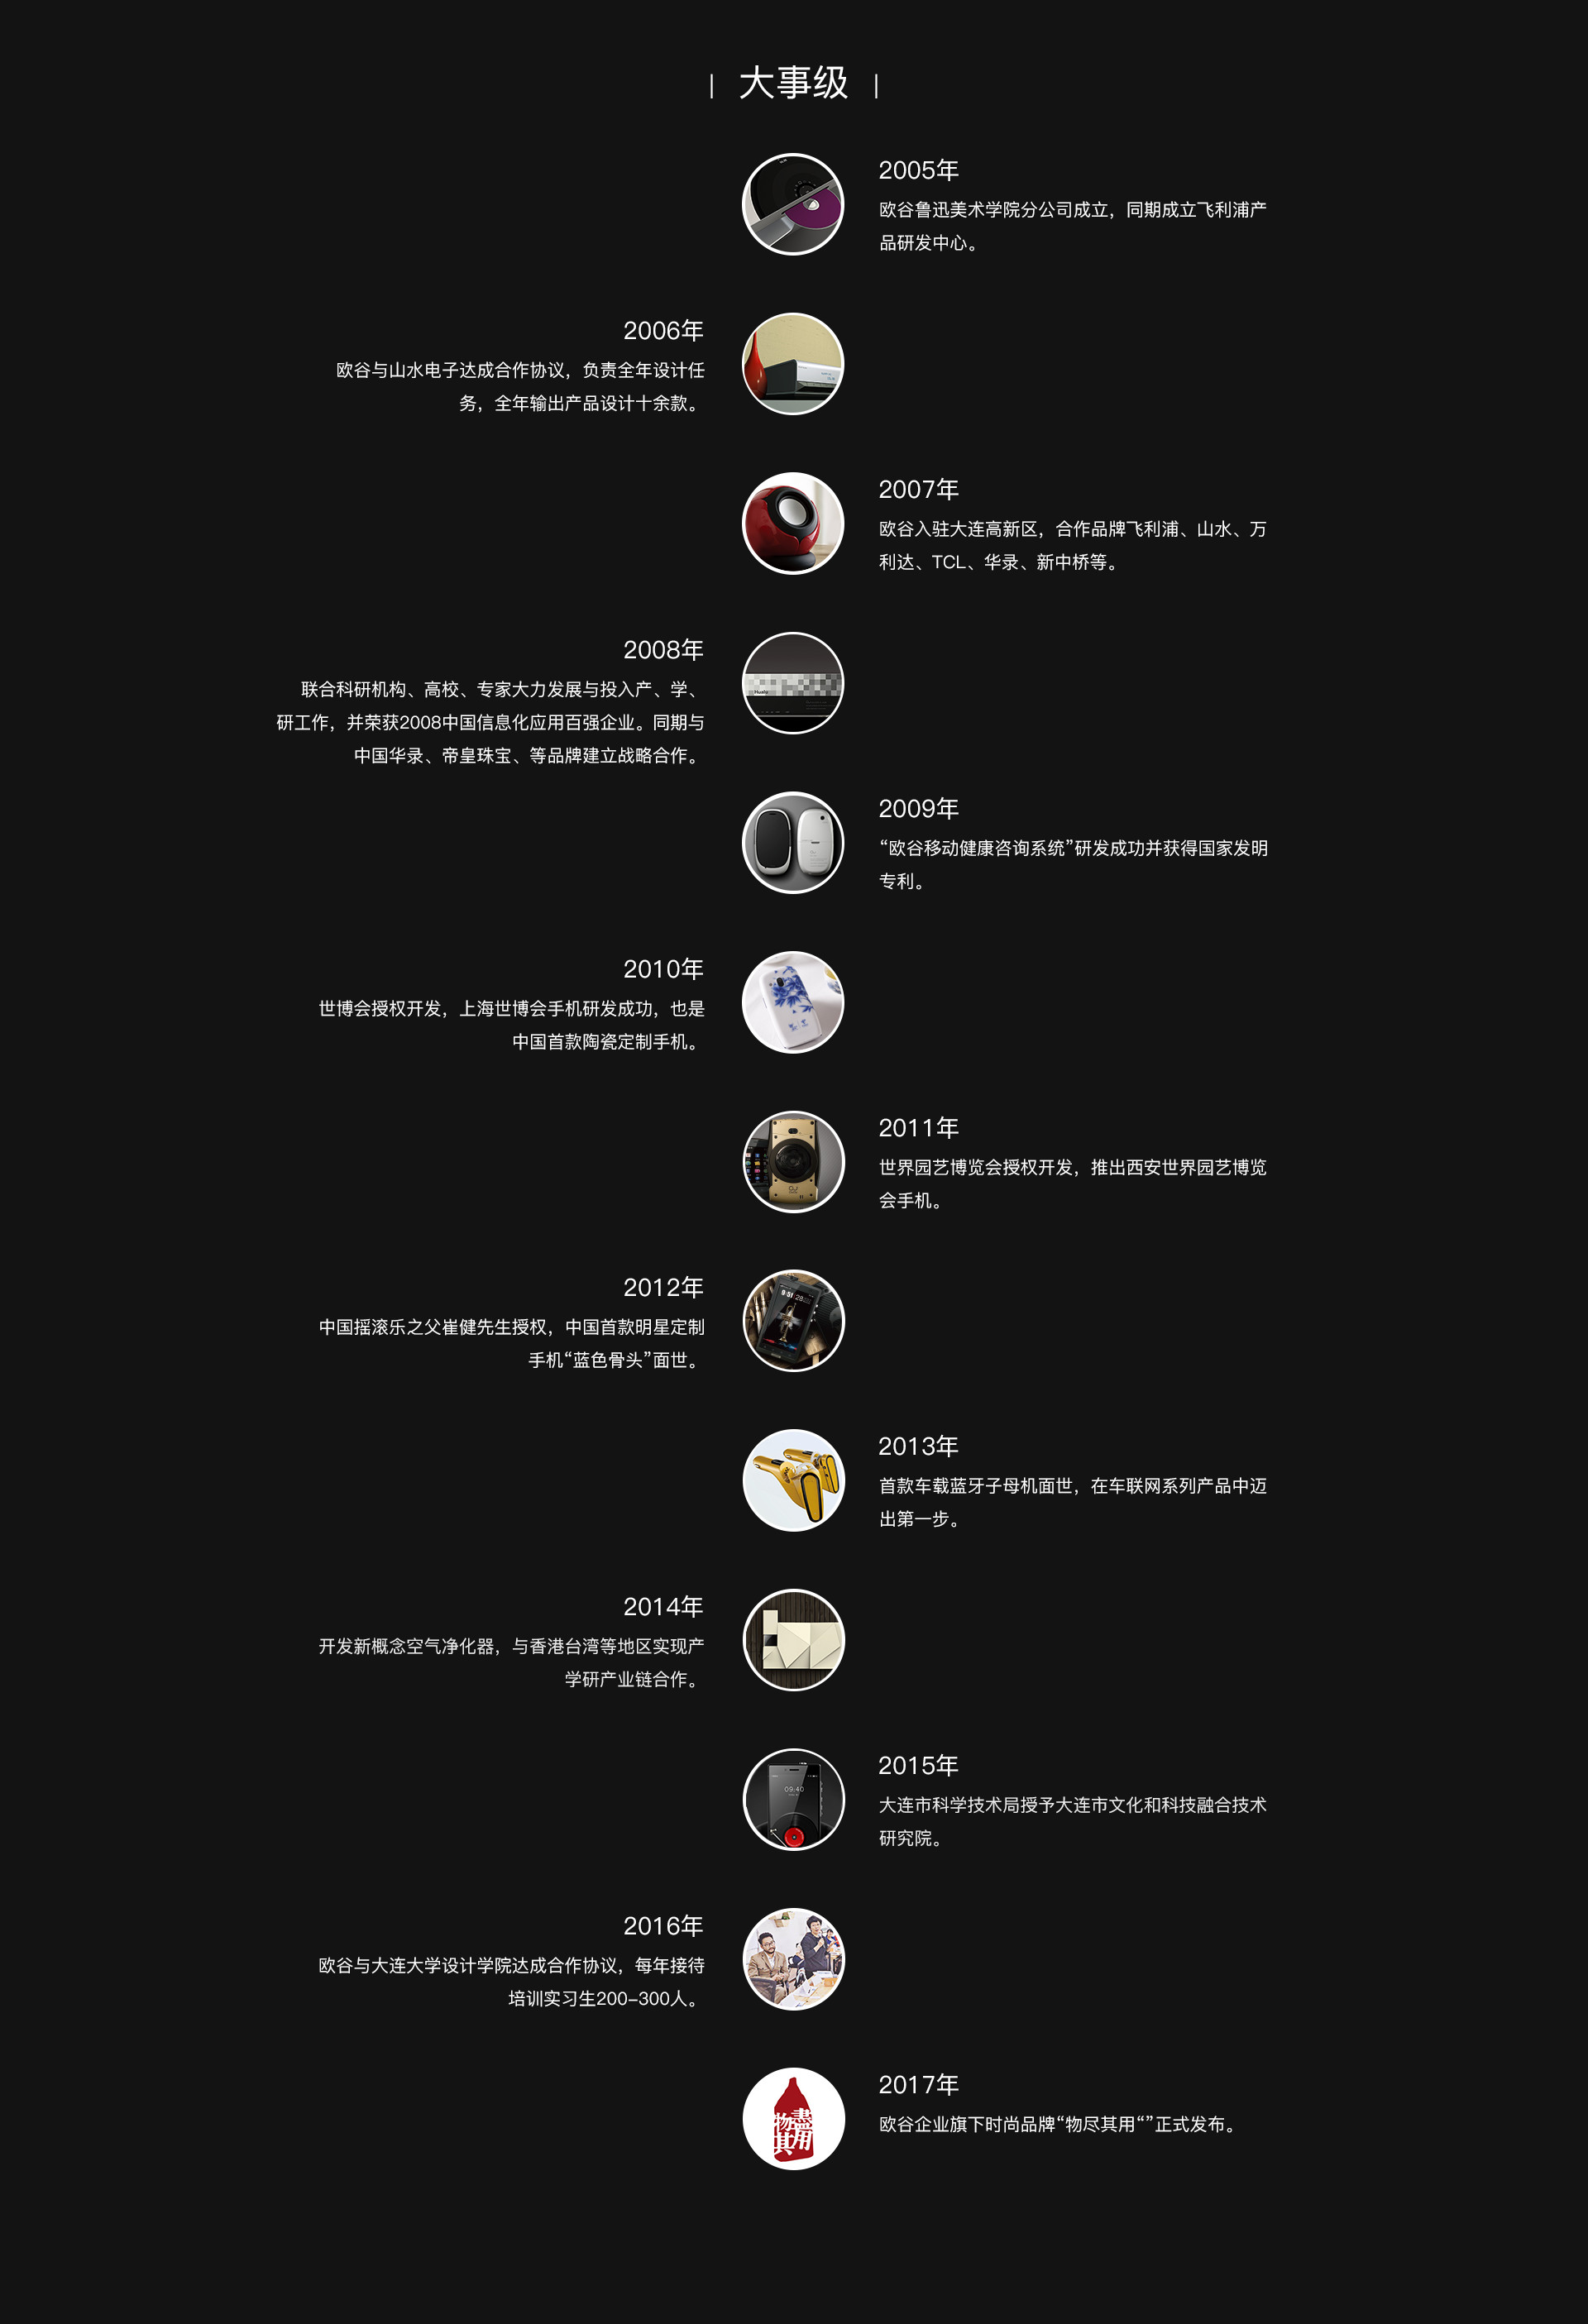 大事级
2005年
欧谷鲁迅美术学院分公司成立，同期成立飞利浦产
品研发中心。
2006年
欧谷与山水电子达成合作协议，负责全年设计任
务，全年输出产品设计十余款。
2007年
欧谷入驻大连高新区，合作品牌飞利浦、山水、万
利达、TCL、华录、新中桥等。
2008年
联合科研机构、高校、专家大力发展与投入产、学、
研工作，并荣获2008中国信息化应用百强企业。同期与
中国华录、帝皇珠宝、等品牌建立战略合作。
Hualu
2009年
“欧谷移动健康咨询系统”研发成功并获得国家发明
专利。
2010年
世博会授权开发，上海世博会手机研发成功，也是
中国首款陶瓷定制手机。
2011年
世界园艺博览会授权开发，推出西安世界园艺博览
会手机。
2012年
中国摇滚乐之父崔健先生授权，中国首款明星定制
手机“蓝色骨头”面世。
9:51:28
2013年
首款车载蓝牙子母机面世，在车联网系列产品中迈
出第一步。
2014年
开发新概念空气净化器，与香港台湾等地区实现产
学研产业链合作。
2015年
大连市科学技术局授予大连市文化和科技融合技术
研究院。
09:40
2016年
欧谷与大连大学设计学院达成合作协议，每年接待
培训实习生200-300人。
2017年
欧谷企业旗下时尚品牌“物尽其用“”正式发布。
物盡
其用